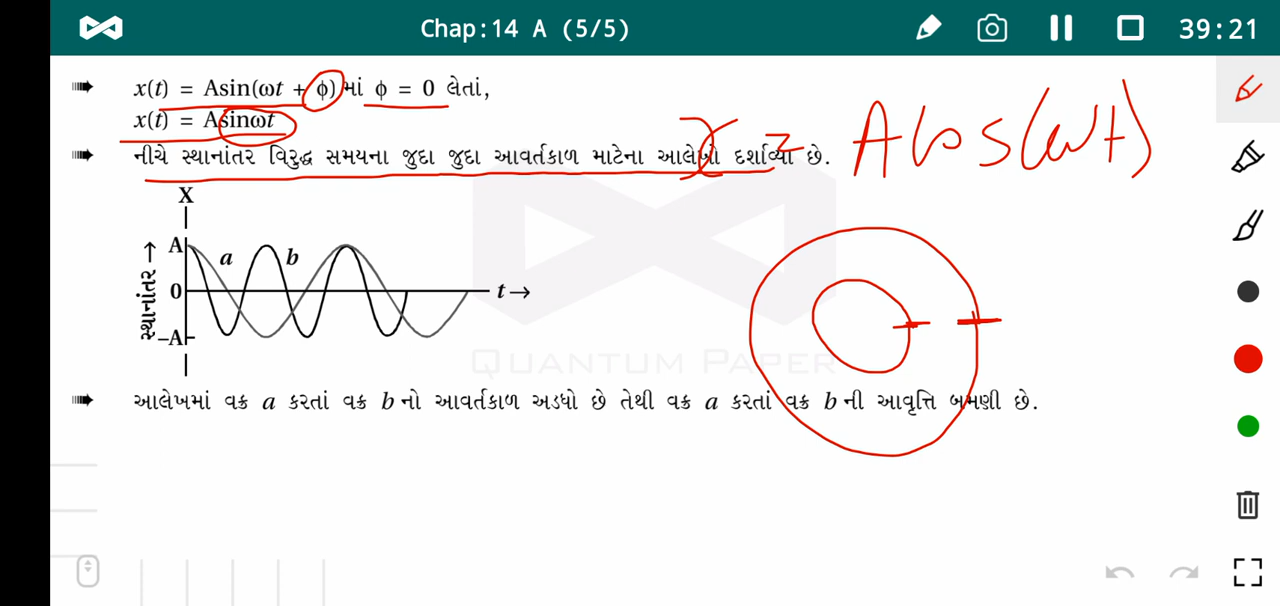 Chap:14 A (5/5)
39:21
➠ x(t) = Asin(ωt + ϕ) માં ϕ = 0 લેતાં,
x(t) = Asinωt
x = A cos(ωt)
➠ નીચે સ્થાનાંતર વિરુદ્ધ સમયના જુદા જુદા આવર્તકાળ માટેના આલેખો દર્શાવ્યા છે.
X
A
a
b
0
–A
સ્થાનાંતર →
t→
QUANTUM PAPER
➠ આલેખમાં વક્ર a કરતાં વક્ર b નો આવર્તકાળ અડધો છે તેથી વક્ર a કરતાં વક્ર b ની આવૃત્તિ બમણી છે.